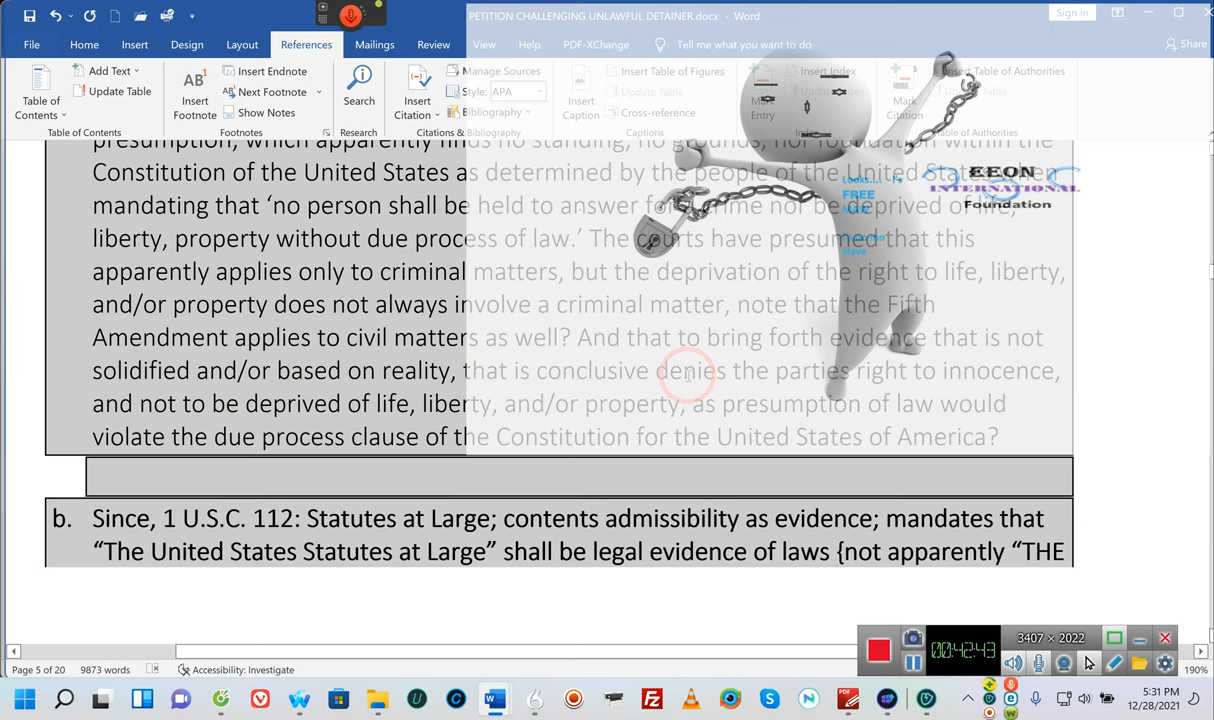 PETITION CHALLENGING UNLAWFUL DETAINER.docx - Word
Sign in
File Home Insert Design Layout References Mailings Review View Help PDF-XChange Tell me what you want to do Share
Table of Contents
Add Text
Update Table
Table of Contents
AB1
Insert Footnote
Insert Endnote
Next Footnote
Show Notes
Footnotes
Search
Research
Insert Citation
Manage Sources
Style: APA
Bibliography
Citations & Bibliography
Insert Caption
Insert Table of Figures
Update Table
Cross-reference
Captions
Mark Entry
Insert Index
Mark Citation
Insert Table of Authorities
Table of Authorities
presumption, which apparently finds no standing, no grounds, nor foundation within the
Constitution of the United States as determined by the people of the United States when
mandating that ‘no person shall be held to answer for crime nor be deprived of life,
liberty, property without due process of law.’ The courts have presumed that this
apparently applies only to criminal matters, but the deprivation of the right to life, liberty,
and/or property does not always involve a criminal matter, note that the Fifth
Amendment applies to civil matters as well? And that to bring forth evidence that is not
solidified and/or based on reality, that is conclusive denies the parties right to innocence,
and not to be deprived of life, liberty, and/or property, as presumption of law would
violate the due process clause of the Constitution for the United States of America?
FREE
slave
EEON
INTERNATIONAL
Foundation
b. Since, 1 U.S.C. 112: Statutes at Large; contents admissibility as evidence; mandates that
“The United States Statutes at Large” shall be legal evidence of laws {not apparently “THE
00:42:43
3407 × 2022
Page 5 of 20 9873 words Accessibility: Investigate 190%
5:31 PM
12/28/2021